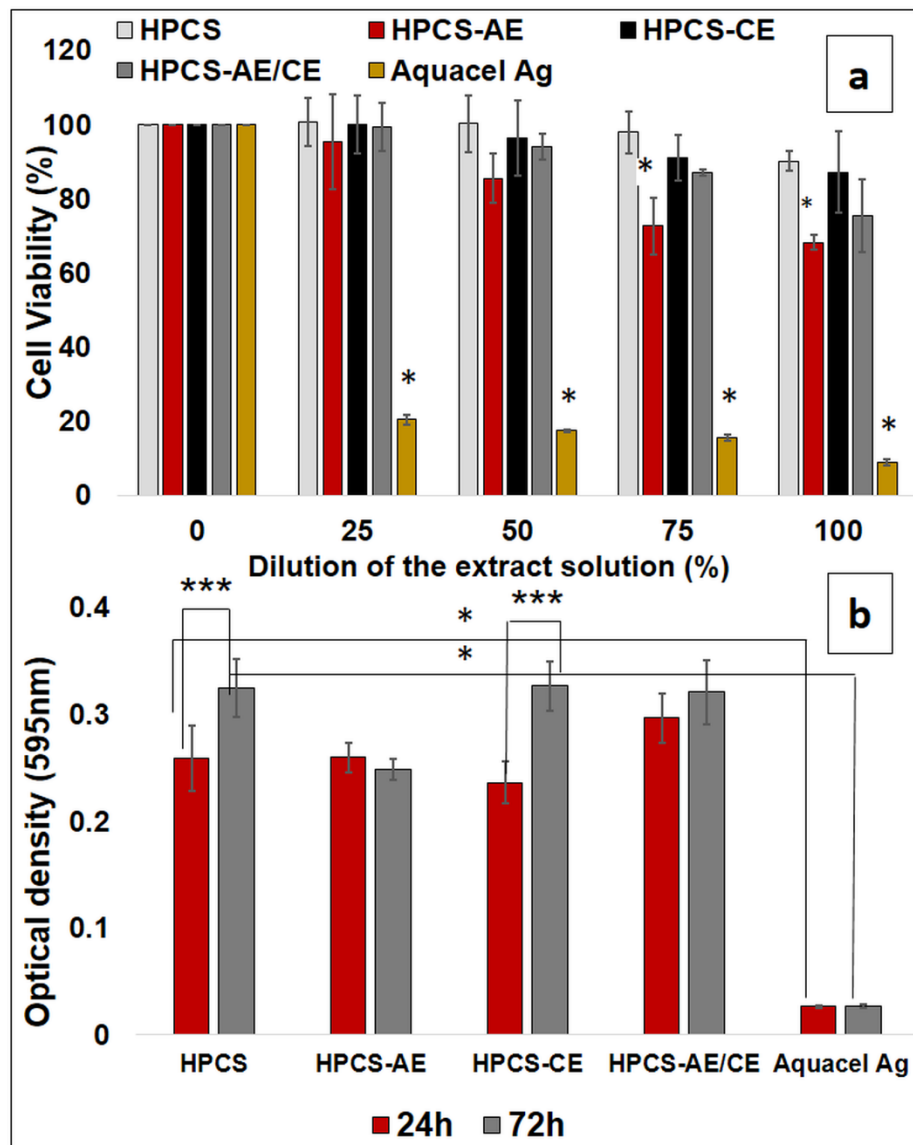 HPCS HPCS-AE HPCS-CE
HPCS-AE/CE Aquacel Ag
a
Cell Viability (%)
120
100
80
60
40
20
0
* *
* * * *
0 25 50 75 100
Dilution of the extract solution (%)
b
Optical density (595nm)
0.4
0.3
0.2
0.1
0
*** * ***
*
HPCS HPCS-AE HPCS-CE HPCS-AE/CE Aquacel Ag
24h 72h